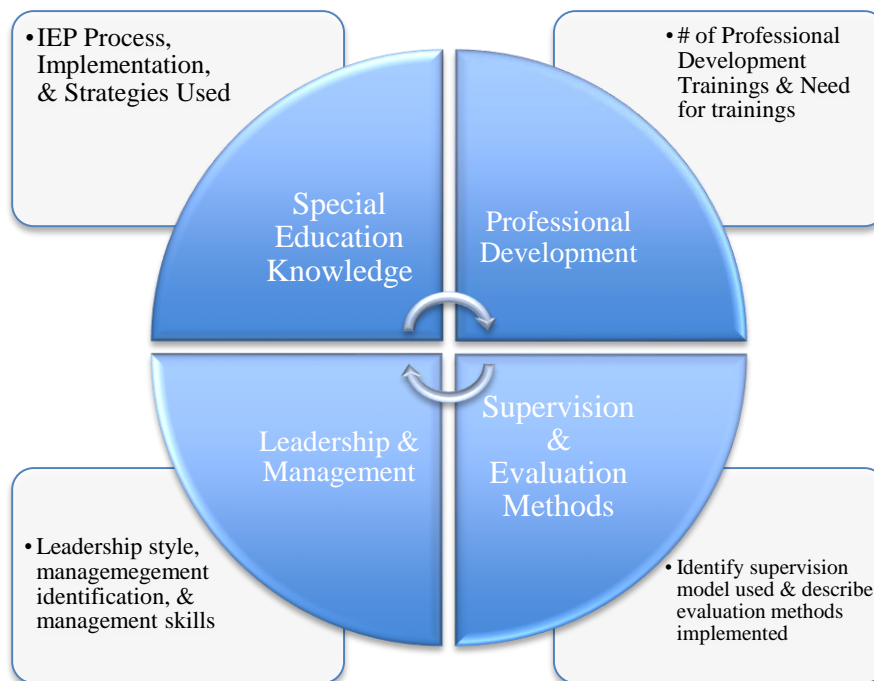 • IEP Process,
Implementation,
& Strategies Used
• # of Professional
Development
Trainings & Need
for trainings
Special
Education
Knowledge
Professional
Development
Leadership &
Management
Supervision
&
Evaluation
Methods
• Leadership style,
managemegement
identification, &
management skills
• Identify supervision
model used & describe
evaluation methods
implemented